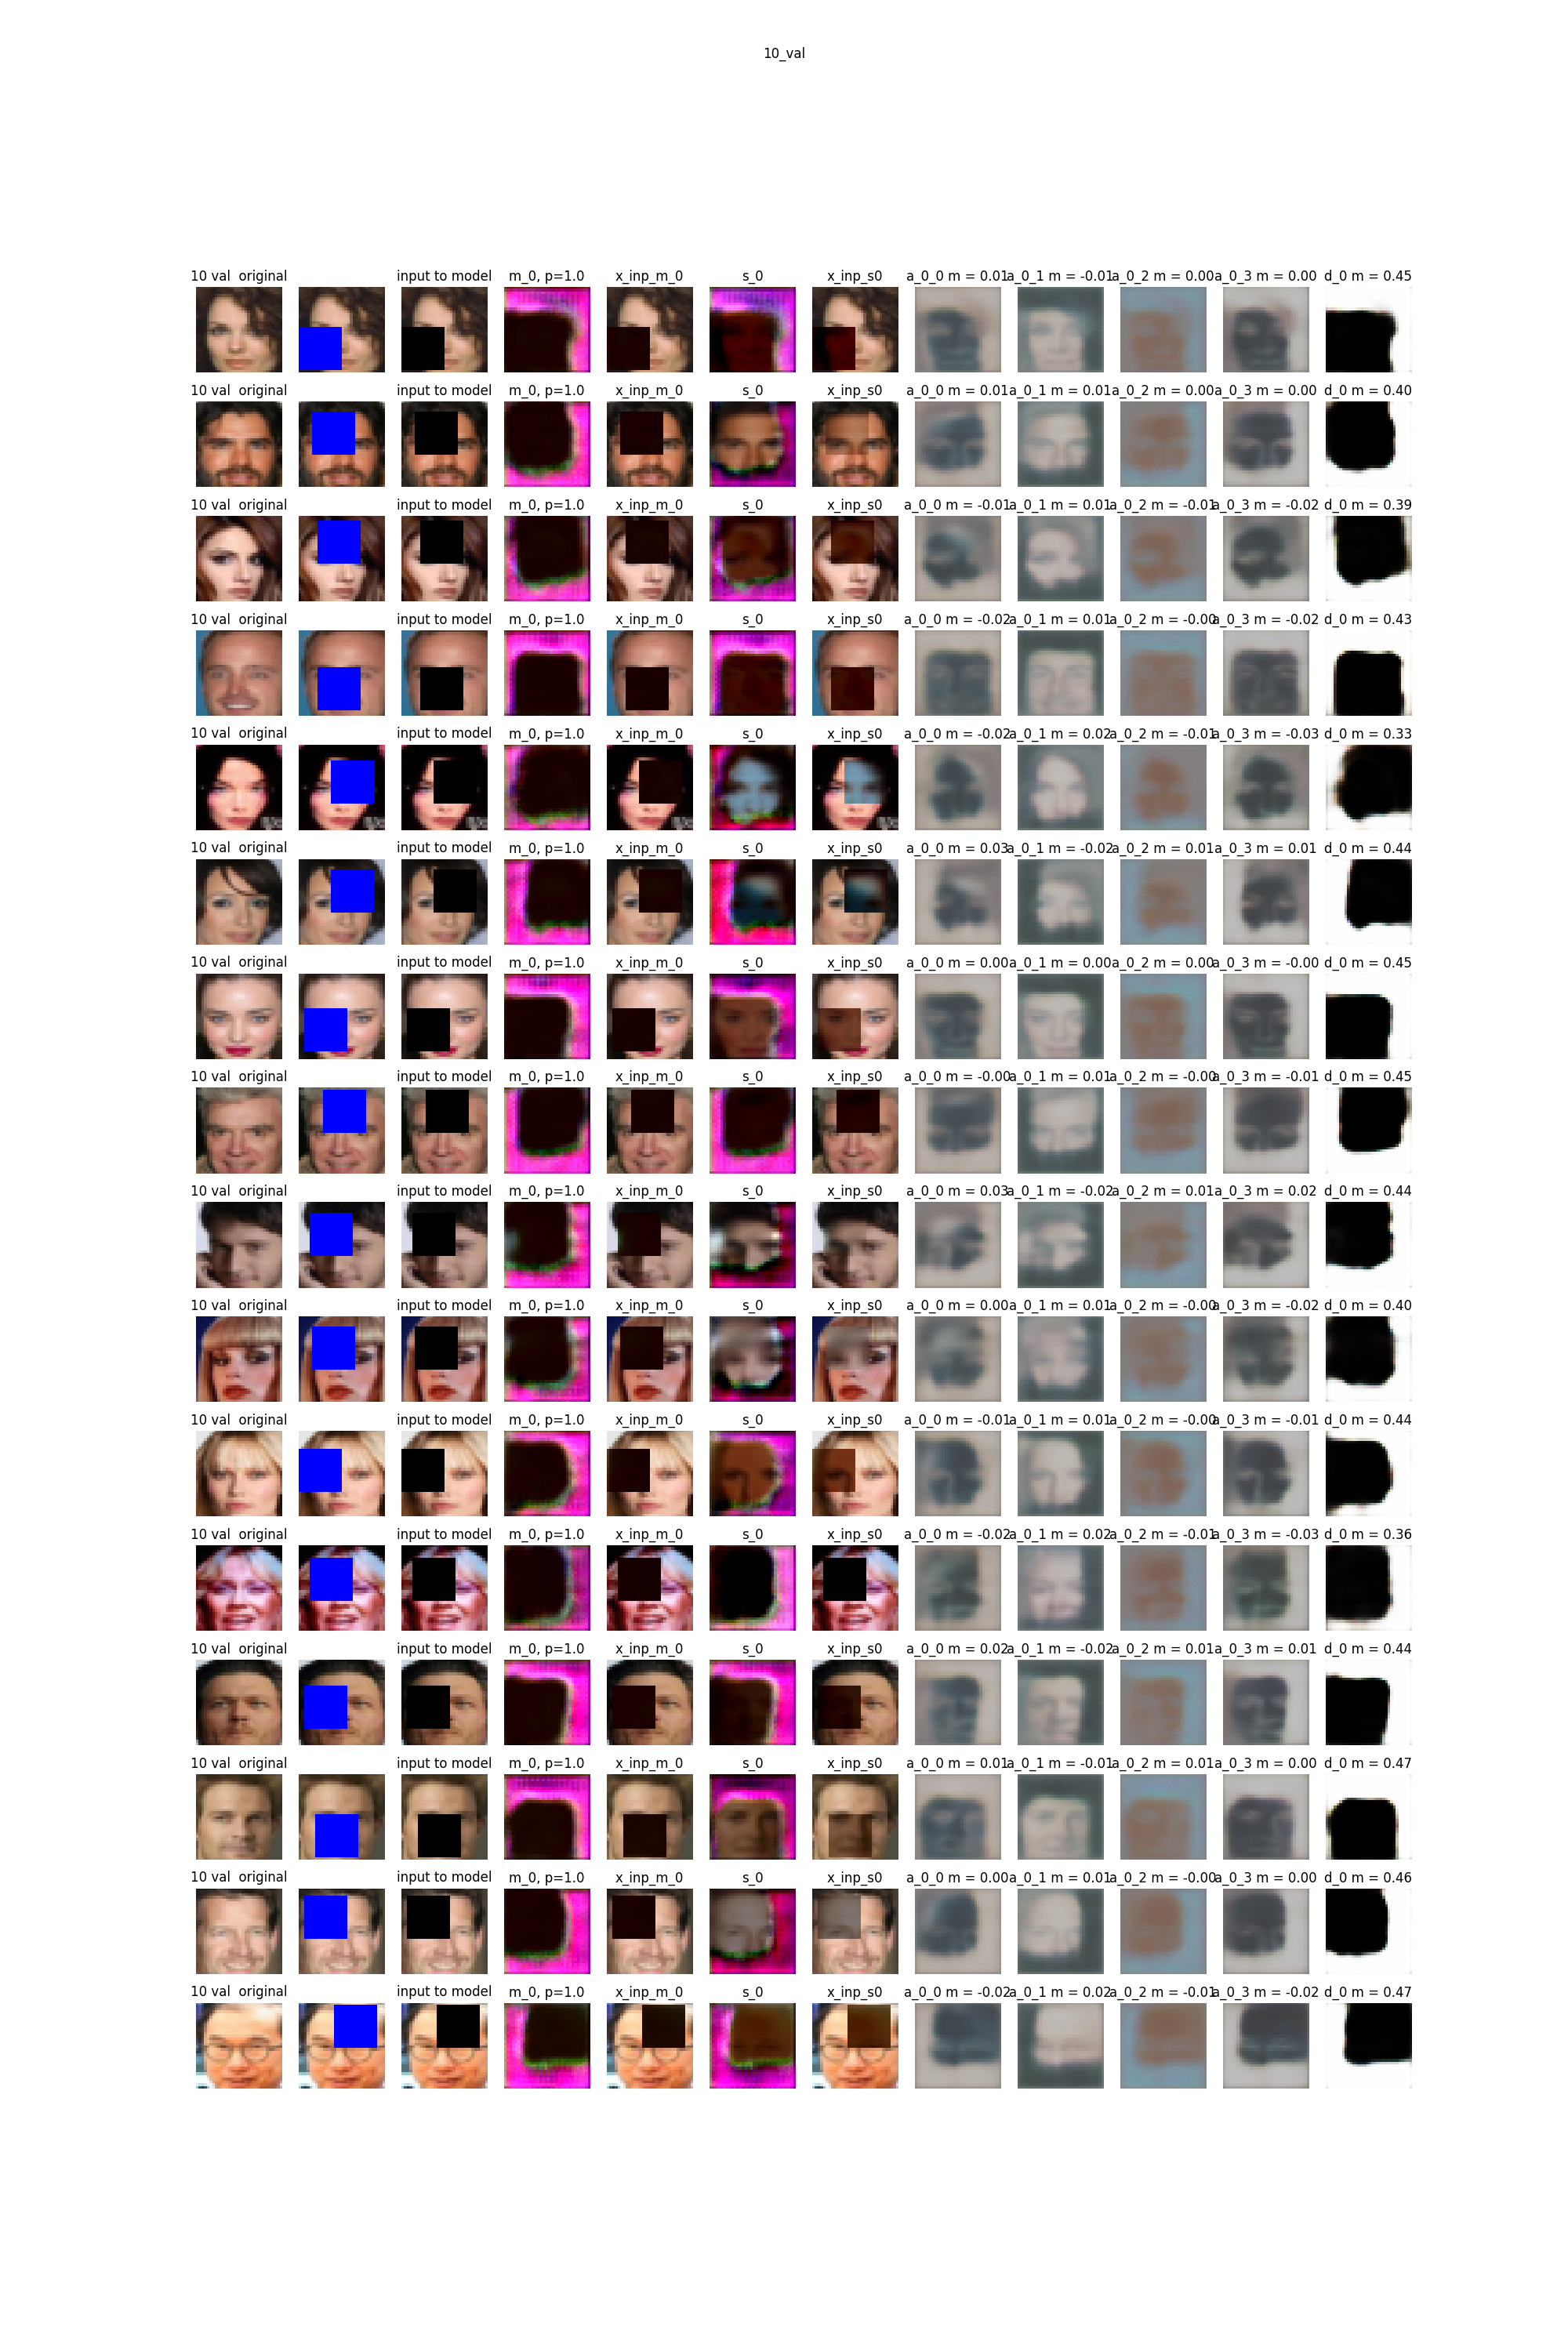 10_val
10 val  original input to model m_0, p=1.0 x_inp_m_0 s_0 x_inp_s0 a_0_0 m = 0.01 a_0_1 m = -0.01 a_0_2 m = 0.00 a_0_3 m = 0.00 d_0 m = 0.45
10 val  original input to model m_0, p=1.0 x_inp_m_0 s_0 x_inp_s0 a_0_0 m = 0.01 a_0_1 m = 0.01 a_0_2 m = 0.00 a_0_3 m = 0.00 d_0 m = 0.40
10 val  original input to model m_0, p=1.0 x_inp_m_0 s_0 x_inp_s0 a_0_0 m = -0.01 a_0_1 m = 0.01 a_0_2 m = -0.01 a_0_3 m = -0.02 d_0 m = 0.39
10 val  original input to model m_0, p=1.0 x_inp_m_0 s_0 x_inp_s0 a_0_0 m = -0.02 a_0_1 m = 0.01 a_0_2 m = -0.00 a_0_3 m = -0.02 d_0 m = 0.43
10 val  original input to model m_0, p=1.0 x_inp_m_0 s_0 x_inp_s0 a_0_0 m = -0.02 a_0_1 m = 0.02 a_0_2 m = -0.01 a_0_3 m = -0.03 d_0 m = 0.33
10 val  original input to model m_0, p=1.0 x_inp_m_0 s_0 x_inp_s0 a_0_0 m = 0.03 a_0_1 m = -0.02 a_0_2 m = 0.01 a_0_3 m = 0.01 d_0 m = 0.44
10 val  original input to model m_0, p=1.0 x_inp_m_0 s_0 x_inp_s0 a_0_0 m = 0.00 a_0_1 m = 0.00 a_0_2 m = 0.00 a_0_3 m = -0.00 d_0 m = 0.45
10 val  original input to model m_0, p=1.0 x_inp_m_0 s_0 x_inp_s0 a_0_0 m = -0.00 a_0_1 m = 0.01 a_0_2 m = -0.00 a_0_3 m = -0.01 d_0 m = 0.45
10 val  original input to model m_0, p=1.0 x_inp_m_0 s_0 x_inp_s0 a_0_0 m = 0.03 a_0_1 m = -0.02 a_0_2 m = 0.01 a_0_3 m = 0.02 d_0 m = 0.44
10 val  original input to model m_0, p=1.0 x_inp_m_0 s_0 x_inp_s0 a_0_0 m = 0.00 a_0_1 m = 0.01 a_0_2 m = -0.00 a_0_3 m = -0.02 d_0 m = 0.40
10 val  original input to model m_0, p=1.0 x_inp_m_0 s_0 x_inp_s0 a_0_0 m = -0.01 a_0_1 m = 0.01 a_0_2 m = -0.00 a_0_3 m = -0.01 d_0 m = 0.44
10 val  original input to model m_0, p=1.0 x_inp_m_0 s_0 x_inp_s0 a_0_0 m = -0.02 a_0_1 m = 0.02 a_0_2 m = -0.01 a_0_3 m = -0.03 d_0 m = 0.36
10 val  original input to model m_0, p=1.0 x_inp_m_0 s_0 x_inp_s0 a_0_0 m = 0.02 a_0_1 m = -0.02 a_0_2 m = 0.01 a_0_3 m = 0.01 d_0 m = 0.44
10 val  original input to model m_0, p=1.0 x_inp_m_0 s_0 x_inp_s0 a_0_0 m = 0.01 a_0_1 m = -0.01 a_0_2 m = 0.01 a_0_3 m = 0.00 d_0 m = 0.47
10 val  original input to model m_0, p=1.0 x_inp_m_0 s_0 x_inp_s0 a_0_0 m = 0.00 a_0_1 m = 0.01 a_0_2 m = -0.00 a_0_3 m = 0.00 d_0 m = 0.46
10 val  original input to model m_0, p=1.0 x_inp_m_0 s_0 x_inp_s0 a_0_0 m = -0.02 a_0_1 m = 0.02 a_0_2 m = -0.01 a_0_3 m = -0.02 d_0 m = 0.47